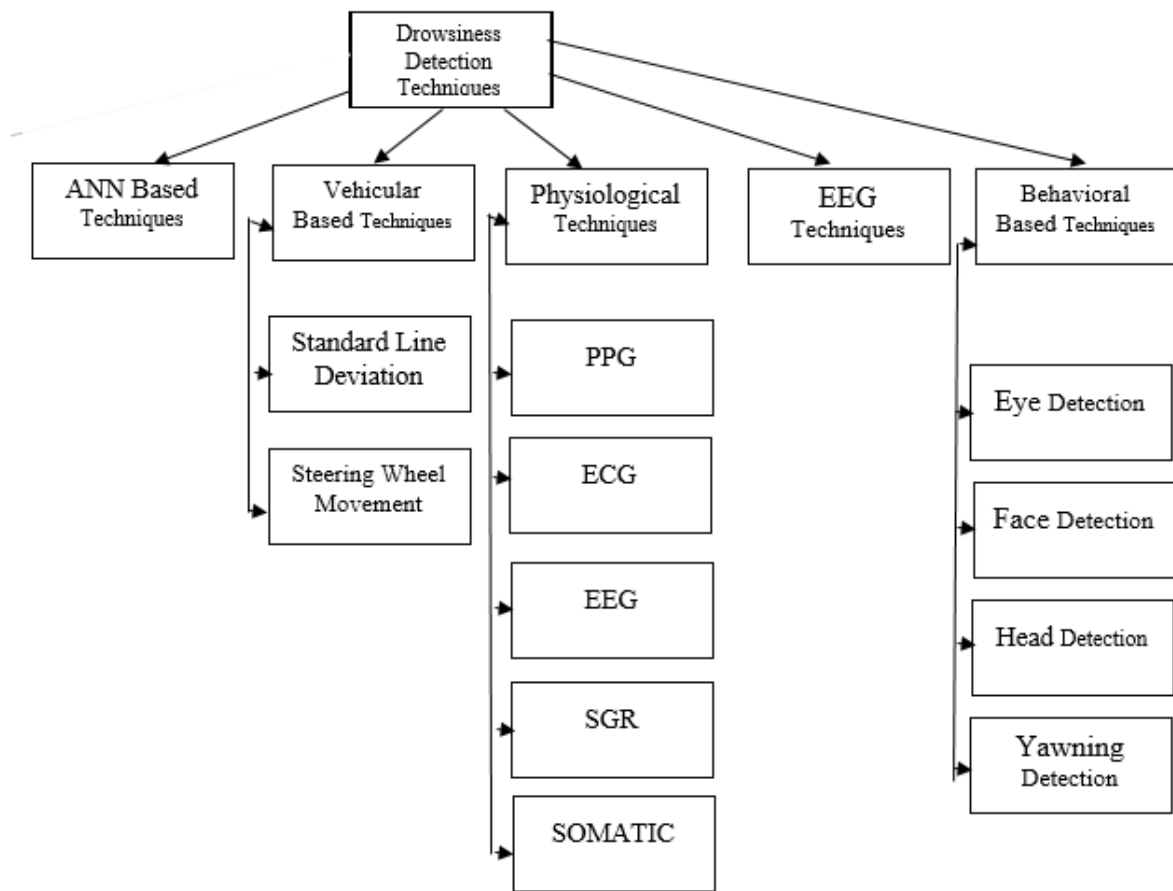 Drowsiness
Detection
Techniques
ANN Based
Techniques
Vehicular
Based Techniques
Physiological
Techniques
EEG
Techniques
Behavioral
Based Techniques
Standard Line
Deviation
Steering Wheel
Movement
PPG
ECG
EEG
SGR
SOMATIC
Eye Detection
Face Detection
Head Detection
Yawning
Detection